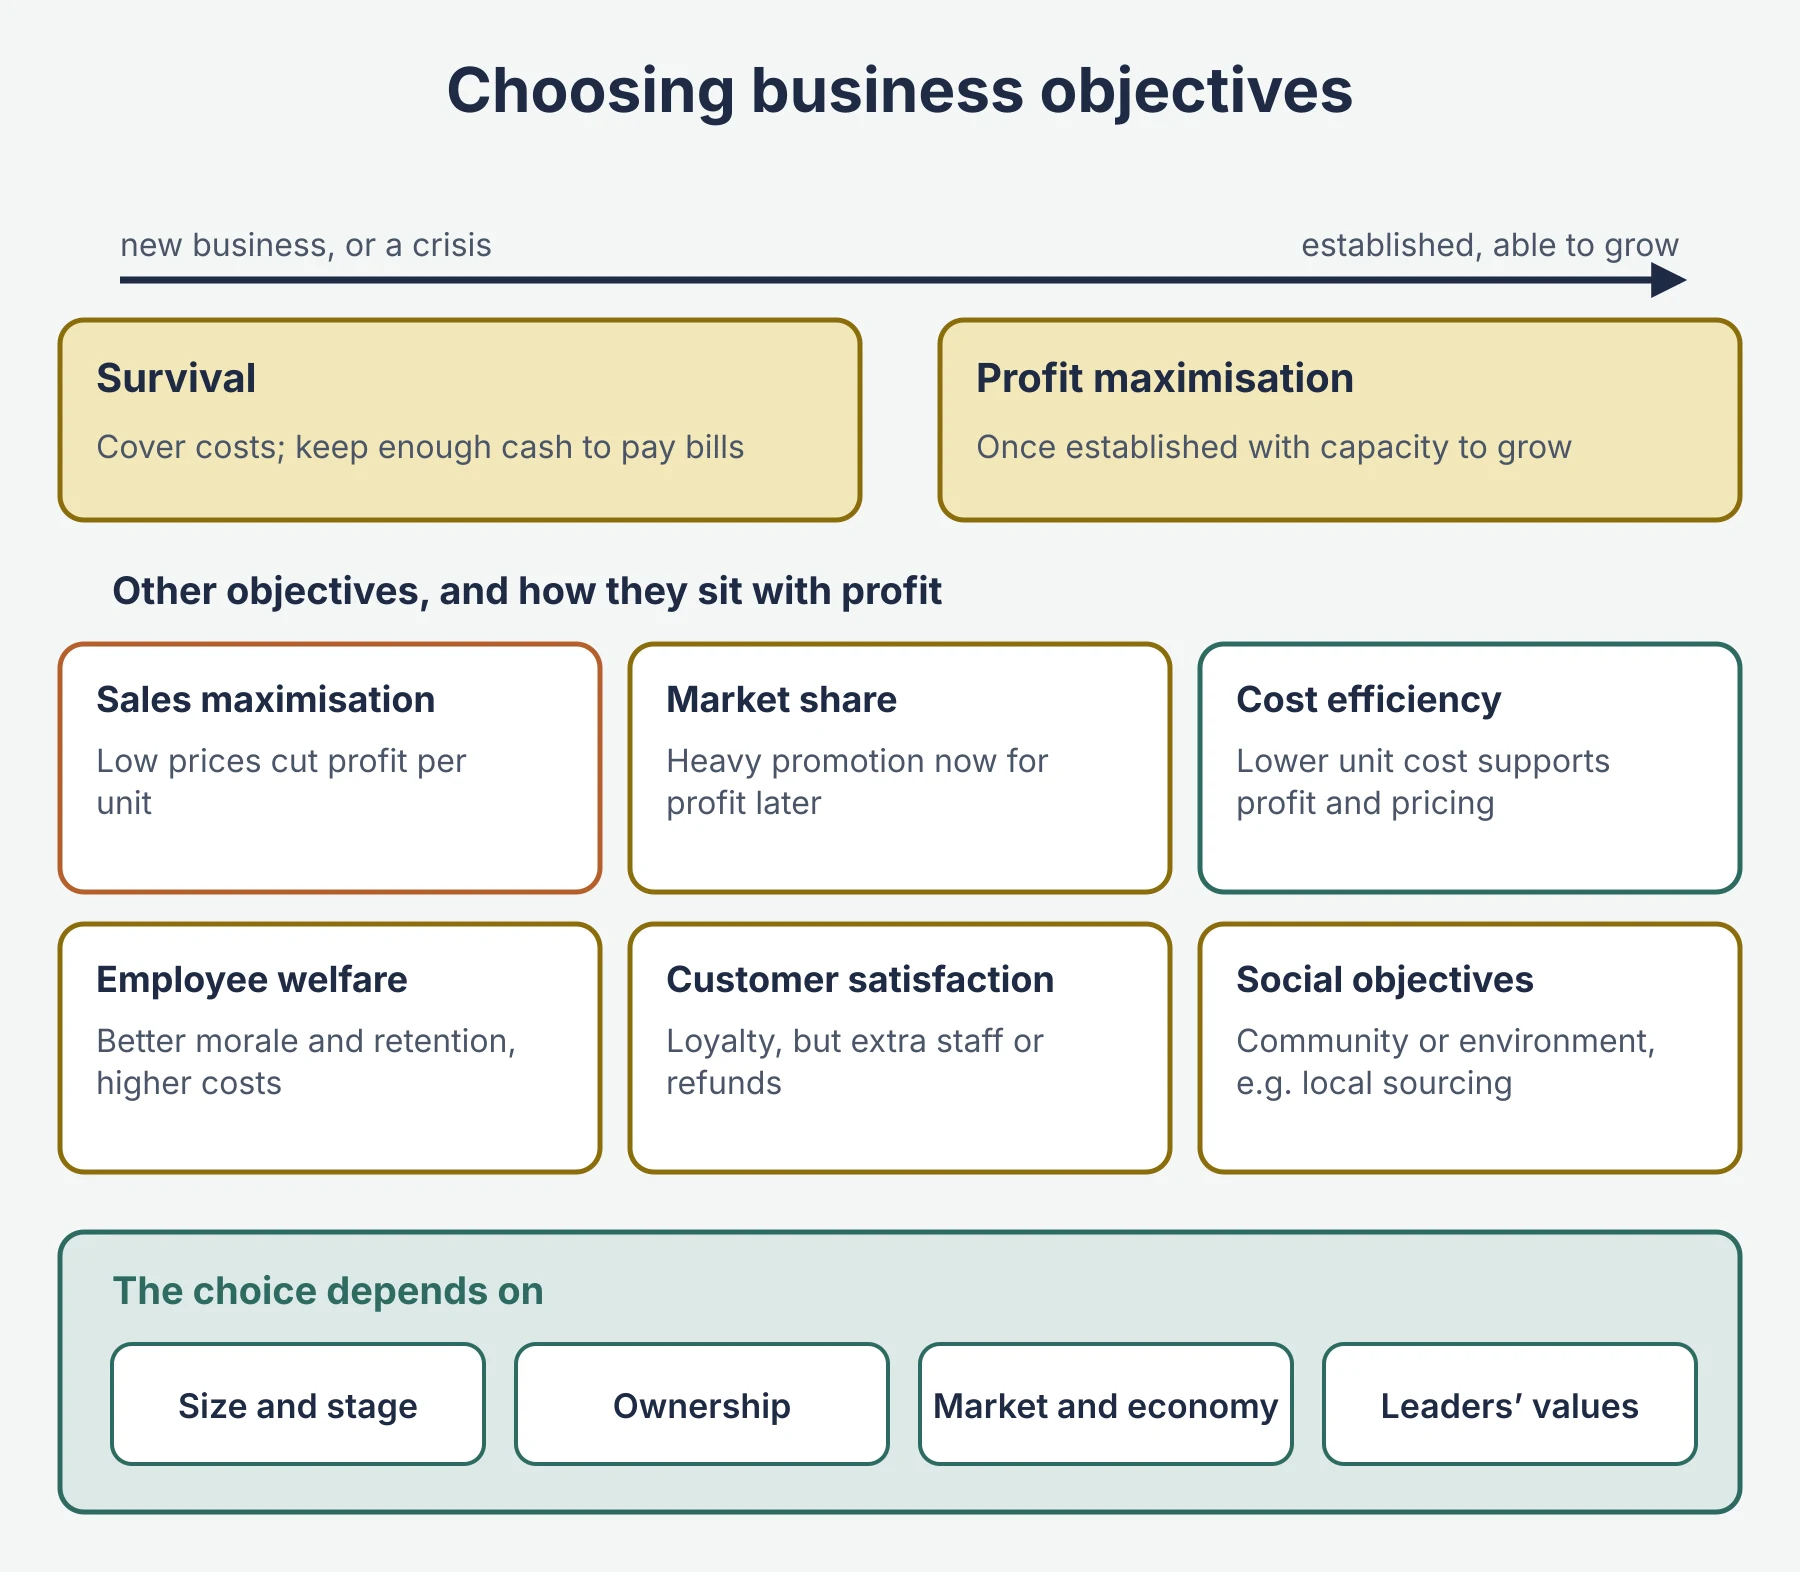 Choosing business objectives
new business, or a crisis
established, able to grow
Survival
Cover costs; keep enough cash to pay bills
Profit maximisation
Once established with capacity to grow
Other objectives, and how they sit with profit
Sales maximisation
Low prices cut profit per
unit
Market share
Heavy promotion now for
profit later
Cost efficiency
Lower unit cost supports
profit and pricing
Employee welfare
Better morale and retention,
higher costs
Customer satisfaction
Loyalty, but extra staff or
refunds
Social objectives
Community or environment,
e.g. local sourcing
The choice depends on
Size and stage
Ownership
Market and economy
Leaders’ values